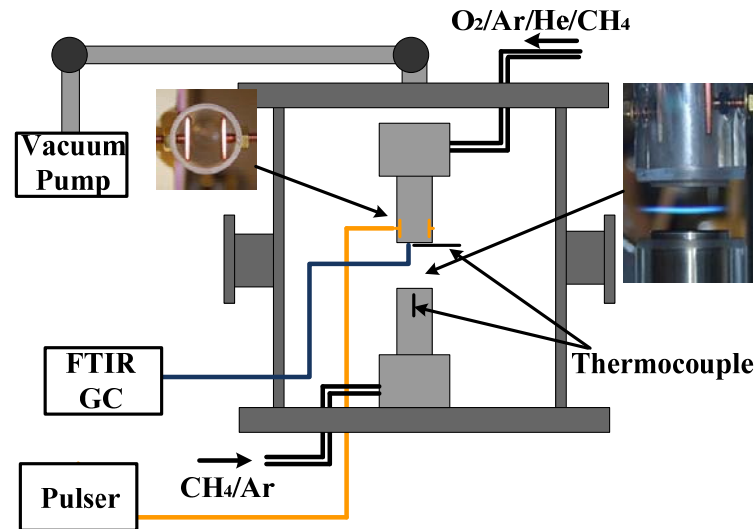 O₂/Ar/He/CH₄
Vacuum
Pump
FTIR
GC
Thermocouple
CH₄/Ar
Pulser